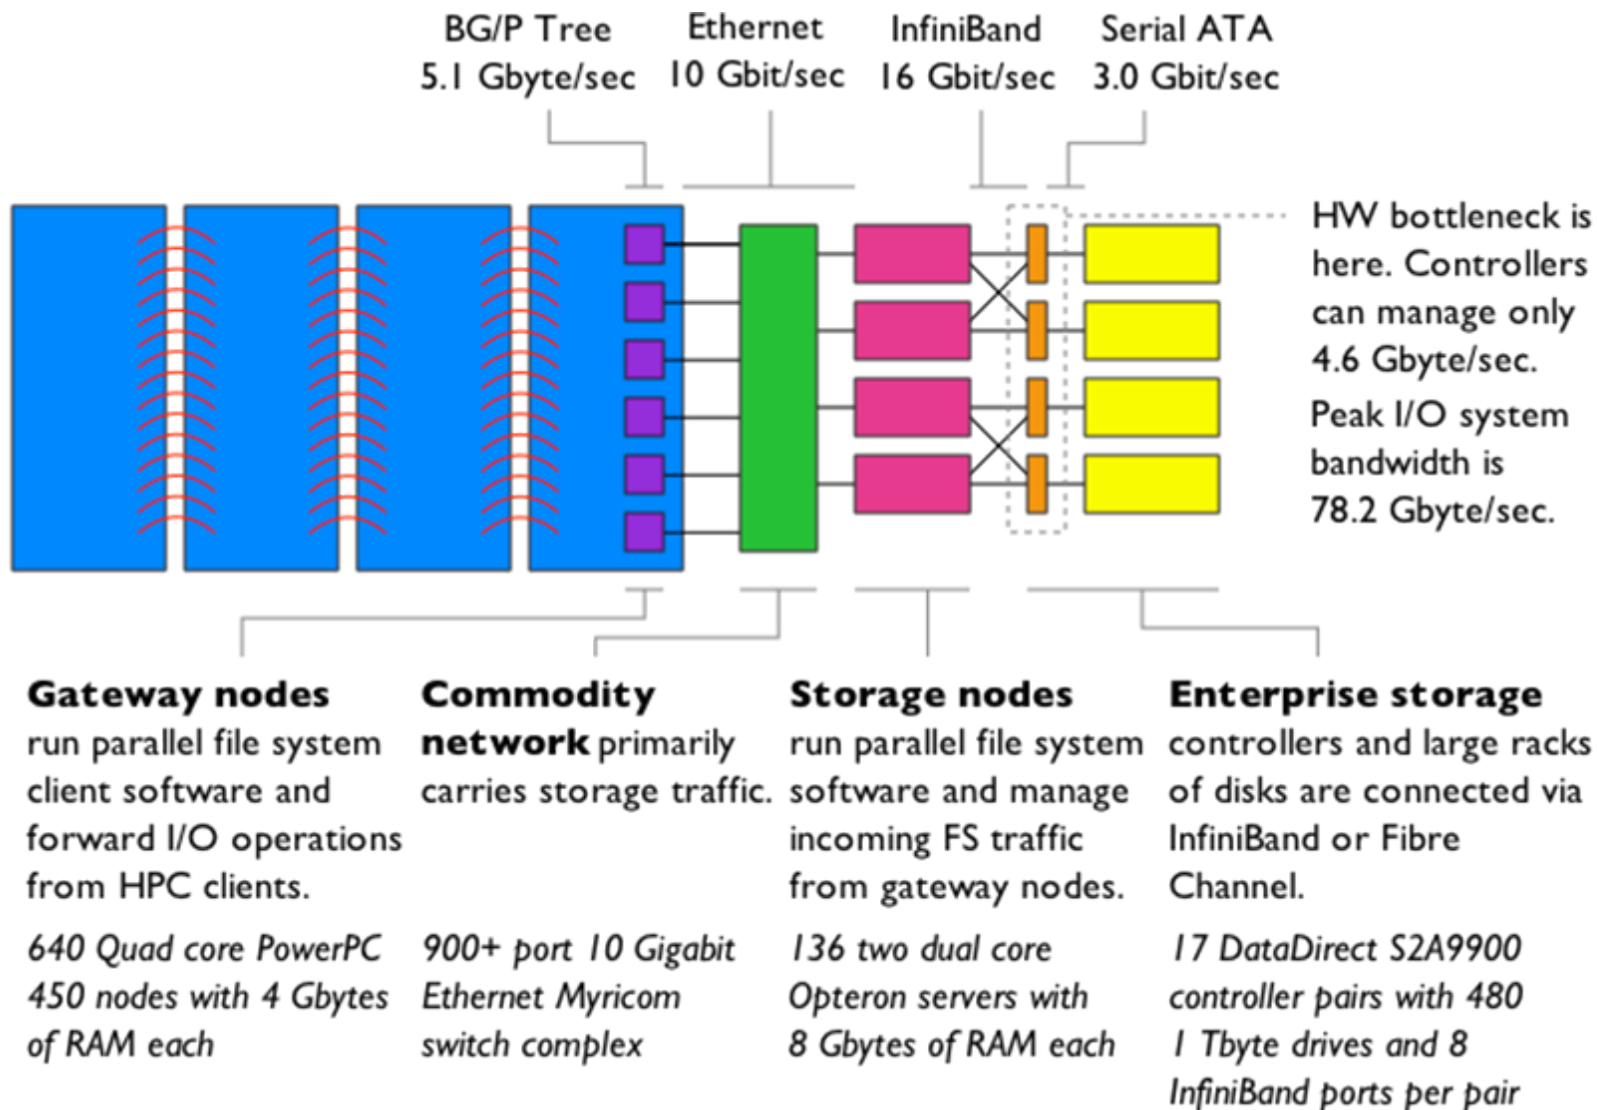 BG/P Tree
5.1 Gbyte/sec
Ethernet
10 Gbit/sec
InfiniBand
16 Gbit/sec
Serial ATA
3.0 Gbit/sec
HW bottleneck is
here. Controllers
can manage only
4.6 Gbyte/sec.
Peak I/O system
bandwidth is
78.2 Gbyte/sec.
Gateway nodes
run parallel file system
client software and
forward I/O operations
from HPC clients.
640 Quad core PowerPC
450 nodes with 4 Gbytes
of RAM each
Commodity
network primarily
carries storage traffic.
900+ port 10 Gigabit
Ethernet Myricom
switch complex
Storage nodes
run parallel file system
software and manage
incoming FS traffic
from gateway nodes.
136 two dual core
Opteron servers with
8 Gbytes of RAM each
Enterprise storage
controllers and large racks
of disks are connected via
InfiniBand or Fibre
Channel.
17 DataDirect S2A9900
controller pairs with 480
1 Tbyte drives and 8
InfiniBand ports per pair